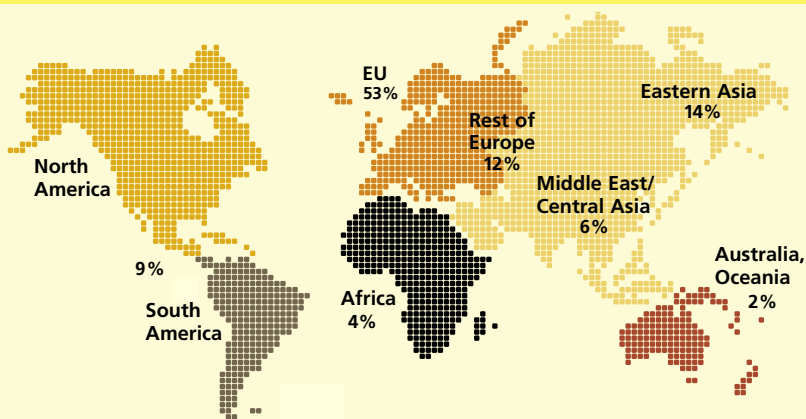 North
America
9%
South
America
EU
53%
Rest of
Europe
12%
Africa
4%
Eastern Asia
14%
Middle East/
Central Asia
6%
Australia,
Oceania
2%